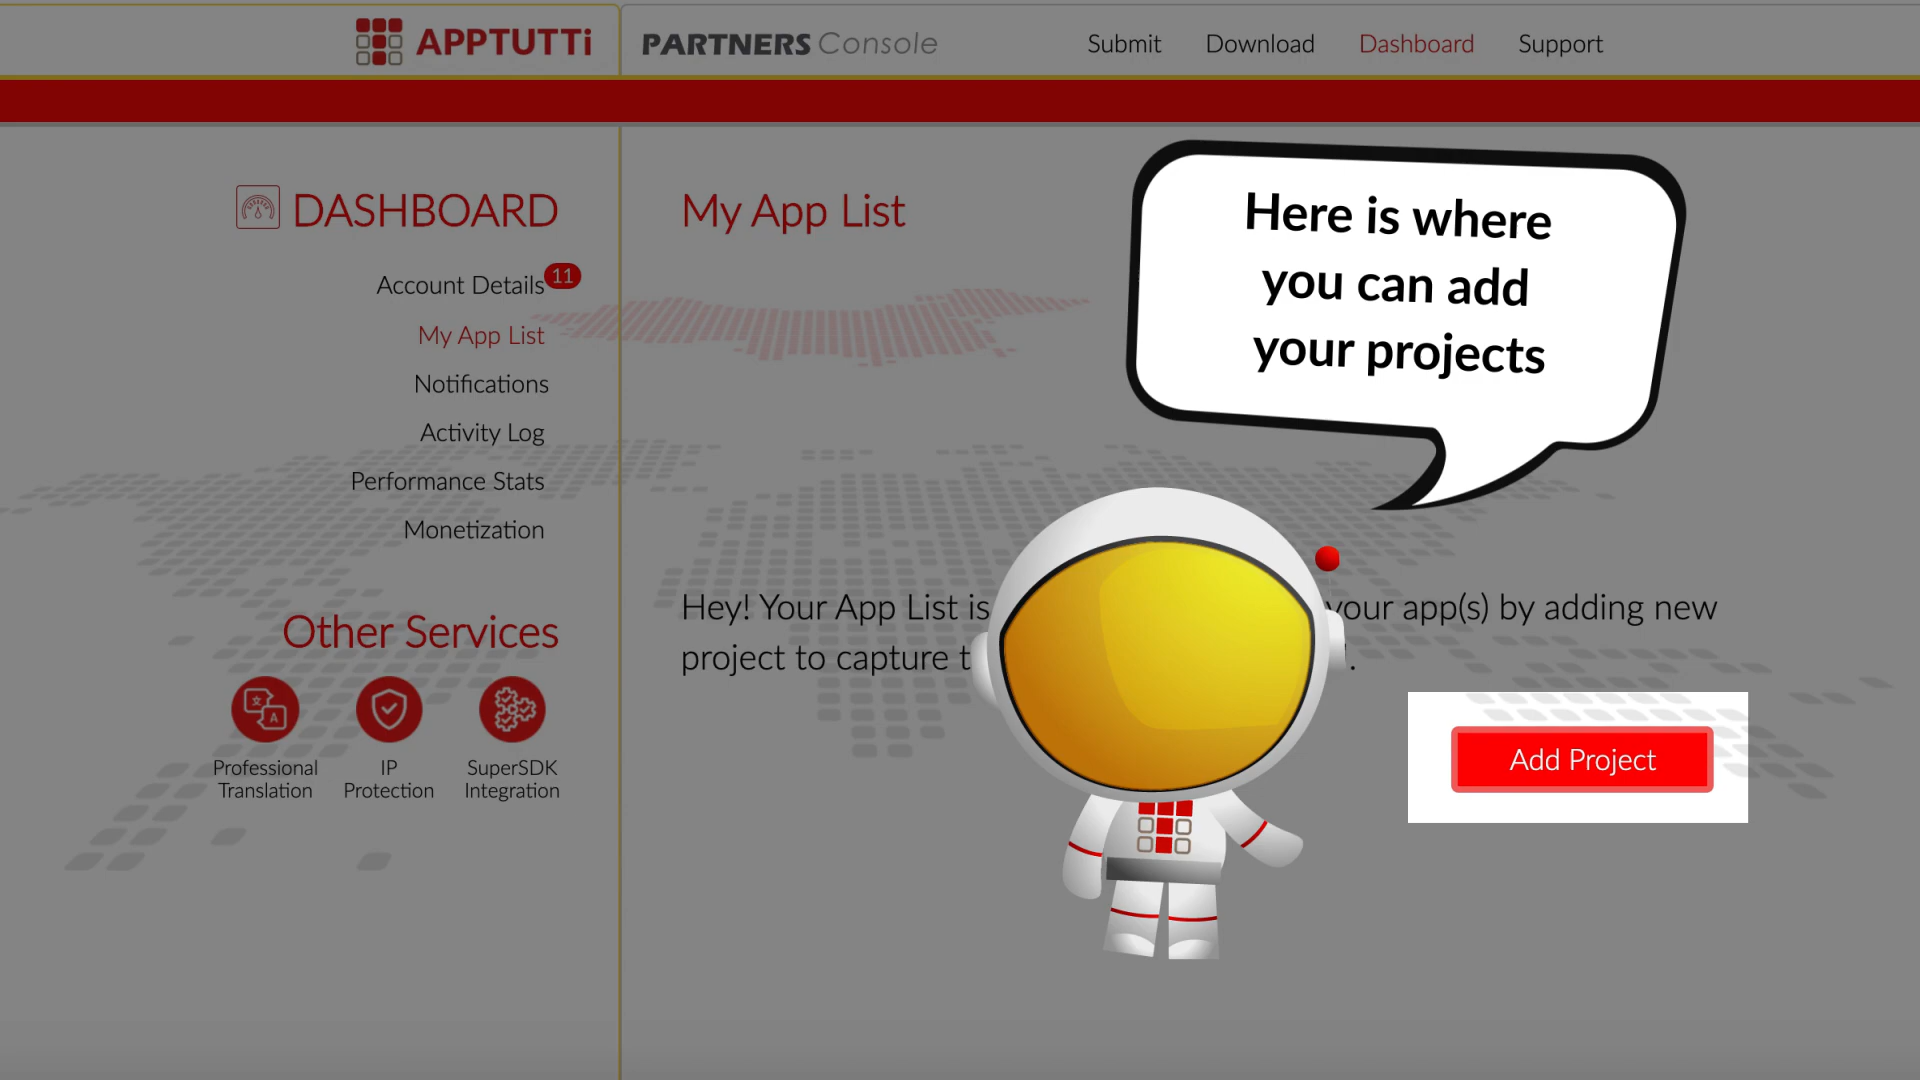 APPTUTTi
PARTNERS Console
Submit
Download
Dashboard
Support
DASHBOARD
Account Details 11
My App List
Notifications
Activity Log
Performance Stats
Monetization
Other Services
Professional
Translation
IP
Protection
SuperSDK
Integration
My App List
Here is where
you can add
your projects
Hey! Your App List is your app(s) by adding new
project to capture
Add Project